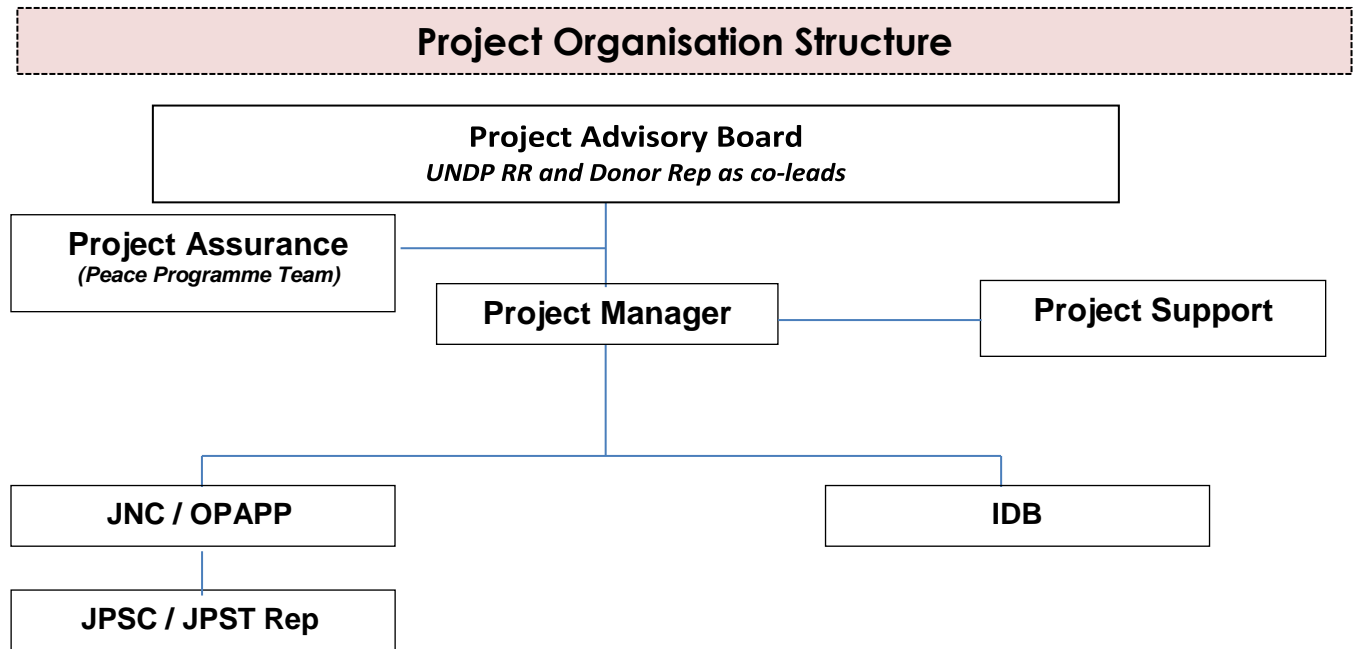 Project Organisation Structure
Project Advisory Board
UNDP RR and Donor Rep as co-leads
Project Assurance
(Peace Programme Team)
Project Manager
Project Support
JNC / OPAPP
IDB
JPSC / JPST Rep